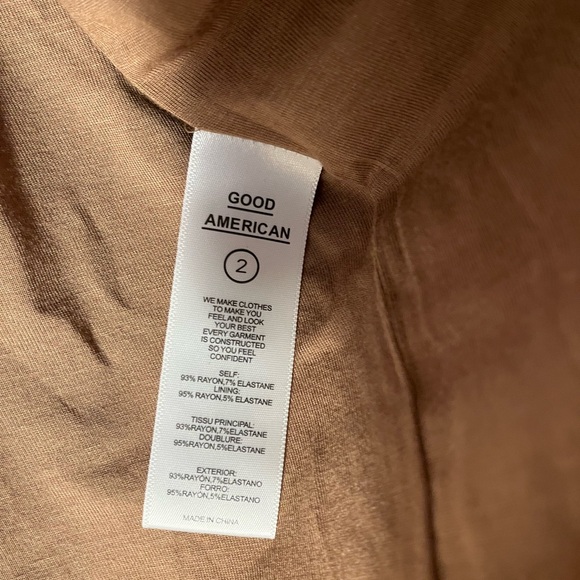 GOOD
AMERICAN
2
WE MAKE CLOTHES
TO MAKE YOU
FEEL AND LOOK
YOUR BEST
EVERY GARMENT
IS CONSTRUCTED
SO YOU FEEL
CONFIDENT
SELF:
93% RAYON,7% ELASTANE
LINING:
95% RAYON,5% ELASTANE
TISSU PRINCIPAL:
93%RAYON,7%ELASTANE
DOUBLURE:
95%RAYON,5%ELASTANE
EXTERIOR:
93%RAYÓN,7%ELASTANO
FORRO:
95%RAYÓN,5%ELASTANO
MADE IN CHINA